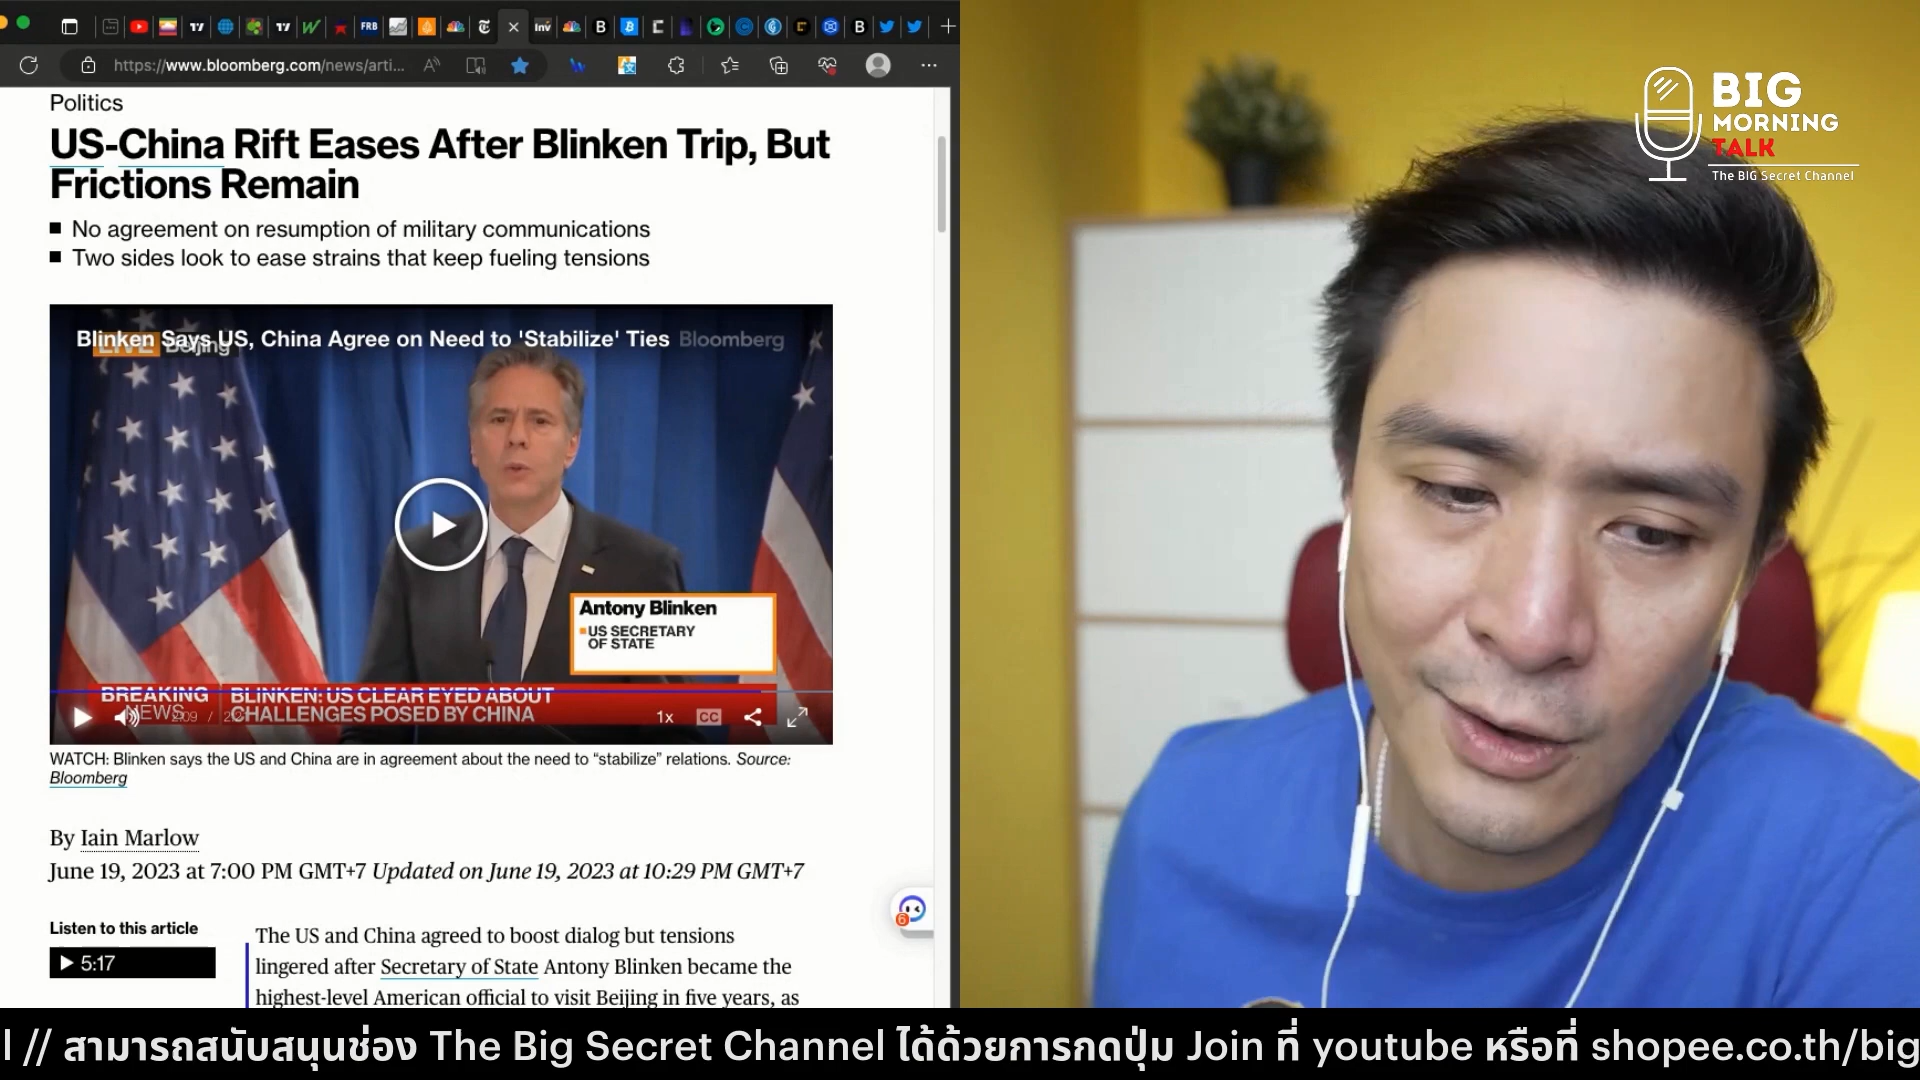 FRB
Inv
https://www.bloomberg.com/news/arti...
Politics
US-China Rift Eases After Blinken Trip, But
Frictions Remain
No agreement on resumption of military communications
Two sides look to ease strains that keep fueling tensions
Blinken Says US, China Agree on Need to 'Stabilize' Ties Bloomberg
LIVE Beijing
Antony Blinken
US SECRETARY
OF STATE
BREAKING NEWS
BLINKEN: US CLEAR EYED ABOUT
CHALLENGES POSED BY CHINA
1x CC
WATCH: Blinken says the US and China are in agreement about the need to “stabilize” relations. Source:
Bloomberg
By Iain Marlow
June 19, 2023 at 7:00 PM GMT+7 Updated on June 19, 2023 at 10:29 PM GMT+7
6
Listen to this article
5:17
The US and China agreed to boost dialog but tensions
lingered after Secretary of State Antony Blinken became the
highest-level American official to visit Beijing in five years, as
BIG
MORNING
TALK
The BIG Secret Channel
l // สามารถสนับสนุนช่อง The Big Secret Channel ได้ด้วยการกดปุ่ม Join ที่ youtube หรือที่ shopee.co.th/big